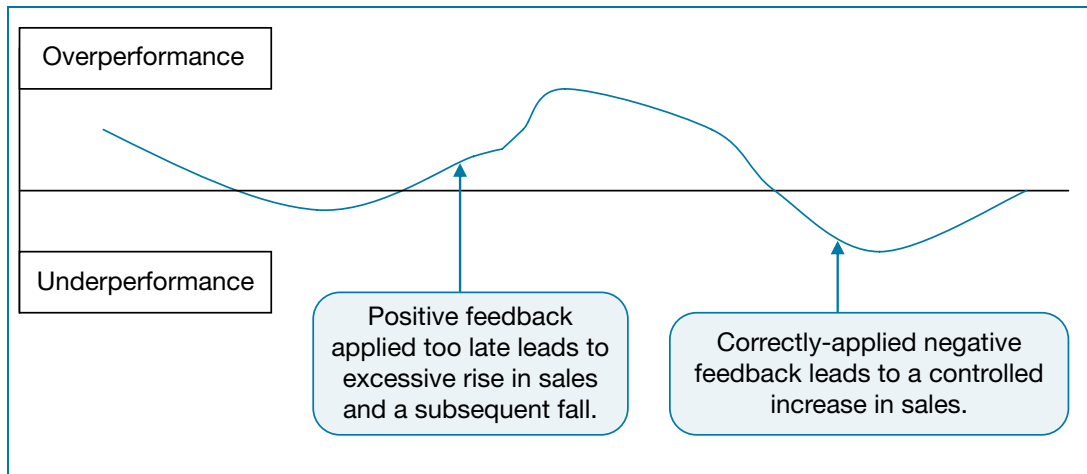 Overperformance
Underperformance
Positive feedback
applied too late leads to
excessive rise in sales
and a subsequent fall.
Correctly-applied negative
feedback leads to a controlled
increase in sales.